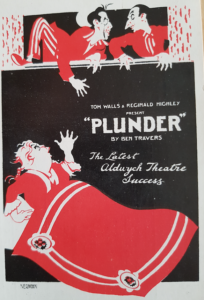 TOM WALLS & REGINALD HIGHLEY
PRESENT
"PLUNDER"
BY BEN TRAVERS
The Latest
Aldwych Theatre
Success